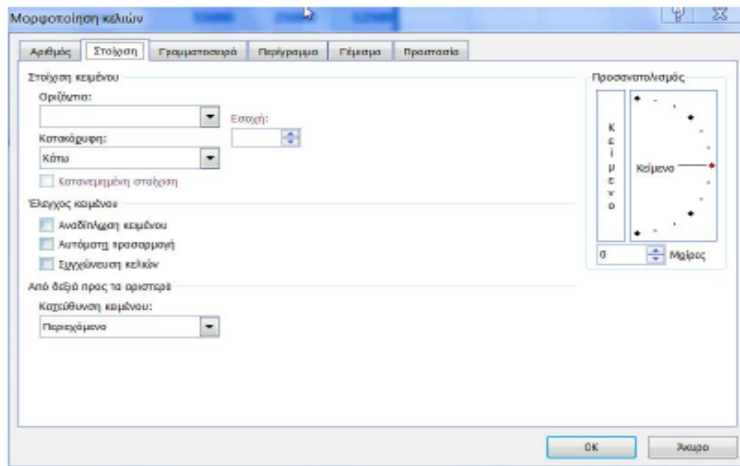 Μορφοποίηση κελιών
Αριθμός Στοίχιση Γραμματοσειρά Περίγραμμα Γέμισμα Προστασία
Στοίχιση κειμένου
Οριζόντια:
Εσοχή:
Κατακόρυφη:
Κάτω
Κατανεμημένη στοίχιση
Έλεγχος κειμένου
Αναδίπλωση κειμένου
Αυτόματη προσαρμογή
Συγχώνευση κελιών
Από δεξιά προς τα αριστερά
Κατεύθυνση κειμένου:
Περιεχόμενα
Προσανατολισμός
Κείμενο
Κείμενο
0 Μοίρες
OK Άκυρο